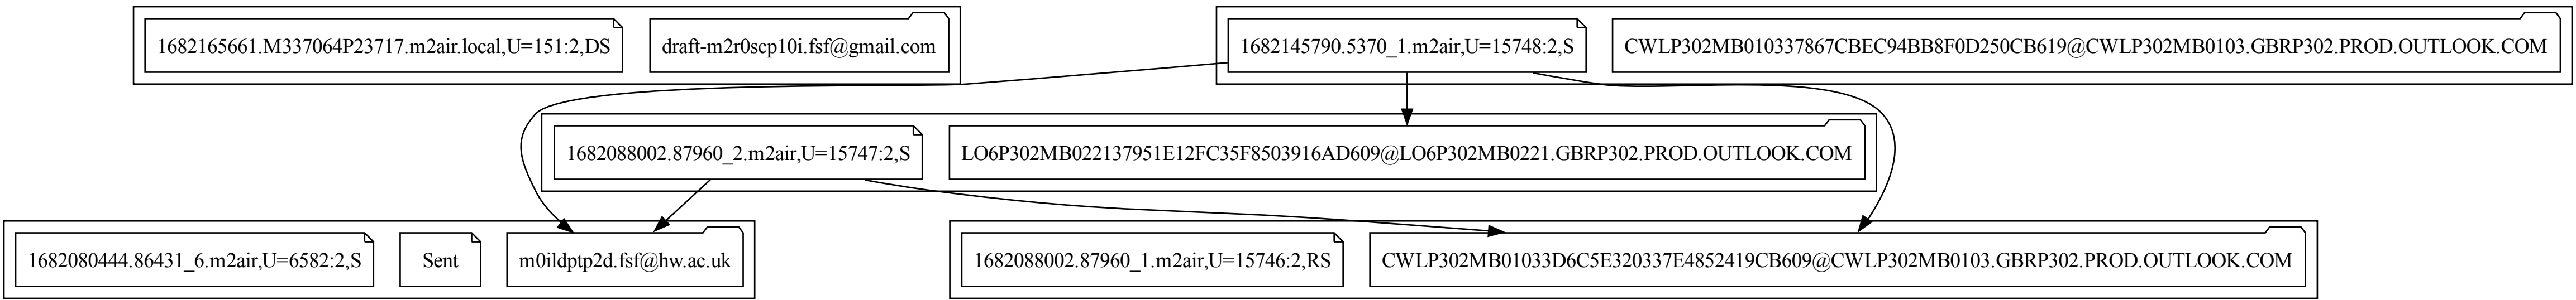 1682165661.M337064P23717.m2air.local,U=151:2,DS
draft-m2r0scp10i.fsf@gmail.com
1682145790.5370_1.m2air,U=15748:2,S
CWLP302MB010337867CBEC94BB8F0D250CB619@CWLP302MB0103.GBRP302.PROD.OUTLOOK.COM
1682088002.87960_2.m2air,U=15747:2,S
LO6P302MB022137951E12FC35F8503916AD609@LO6P302MB0221.GBRP302.PROD.OUTLOOK.COM
1682080444.86431_6.m2air,U=6582:2,S
Sent
m0ildptp2d.fsf@hw.ac.uk
1682088002.87960_1.m2air,U=15746:2,RS
CWLP302MB01033D6C5E320337E4852419CB609@CWLP302MB0103.GBRP302.PROD.OUTLOOK.COM